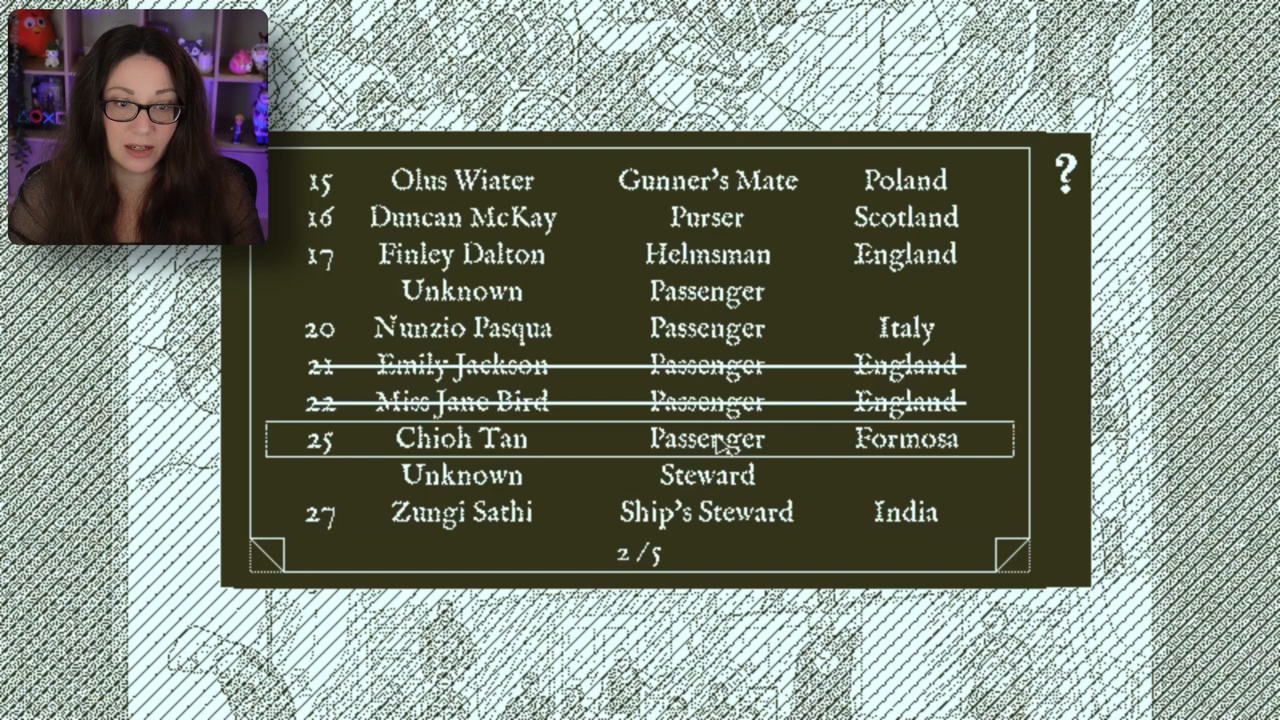 ?
15 Olus Wiater Gunner's Mate Poland
16 Duncan McKay Purser Scotland
17 Finley Dalton Helmsman England
Unknown Passenger
20 Nunzio Pasqua Passenger Italy
21 Emily Jackson Passenger England
22 Miss Jane Bird Passenger England
25 Chioh Tan Passenger Formosa
Unknown Steward
27 Zungi Sathi Ship's Steward India
2/5